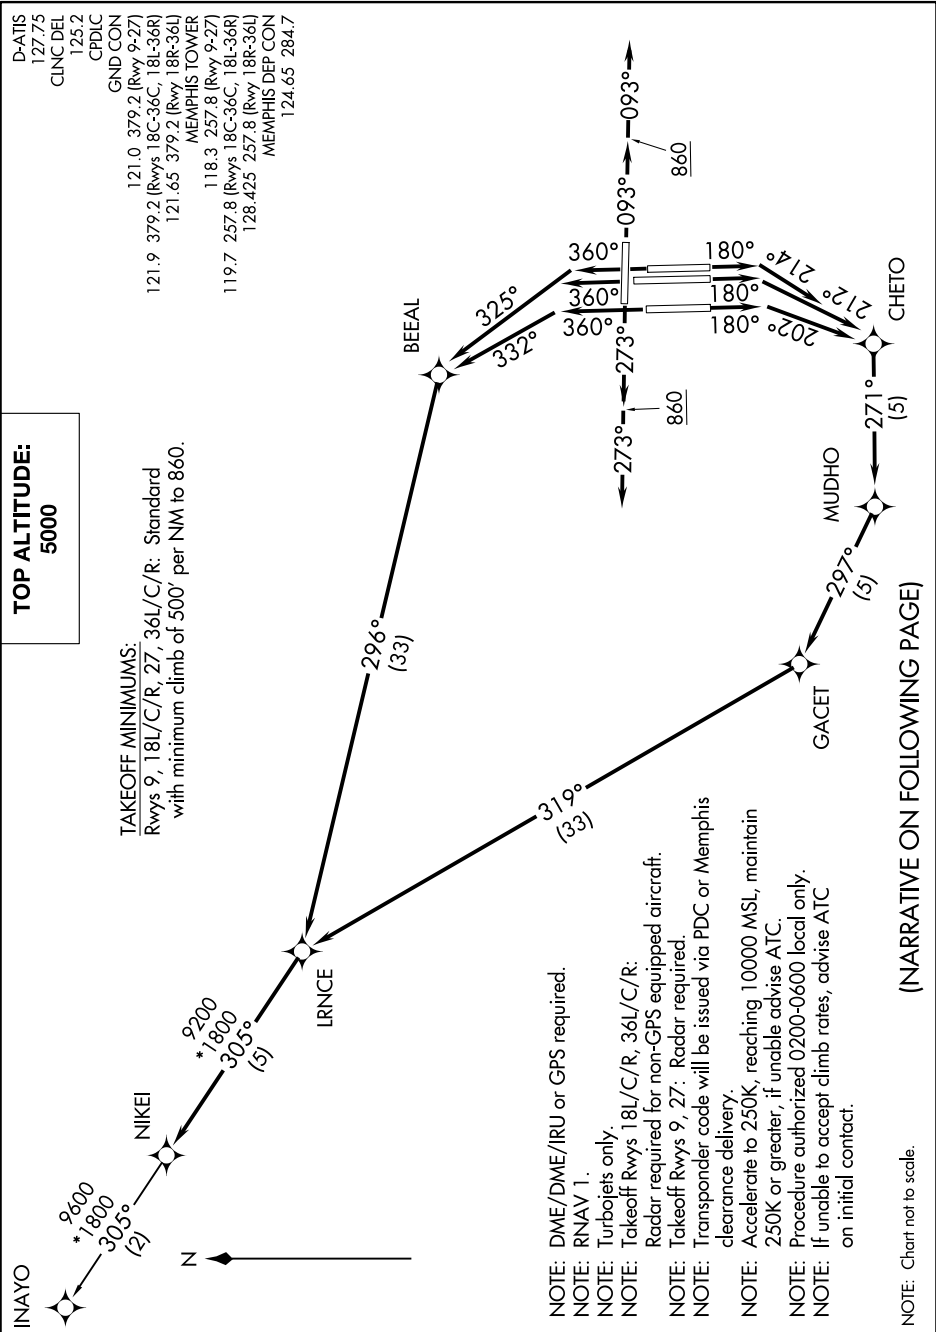 TOP ALTITUDE:
5000
D-ATIS
127.75
CLNC DEL
125.2
CPDLC
GND CON
121.0 379.2 (Rwy 9-27)
121.9 379.2 (Rwys 18C-36C, 18L-36R)
121.65 379.2 (Rwy 18R-36L)
MEMPHIS TOWER
118.3 257.8 (Rwy 9-27)
119.7 257.8 (Rwys 18C-36C, 18L-36R)
128.425 257.8 (Rwy 18R-36L)
MEMPHIS DEP CON
124.65 284.7
TAKEOFF MINIMUMS:
Rwys 9, 18L/C/R, 27, 36L/C/R: Standard
with minimum climb of 500' per NM to 860.
INAYO
9600
*1800
305°
(2)
NIKEI
9200
*1800
305°
(5)
LRNCE
296°
(33)
BEEAL
325°
332°
360°
360°
360°
093°
093°
860
273°
273°
860
180°
180°
180°
214°
212°
202°
CHETO
271°
(5)
MUDHO
297°
(5)
GACET
319°
(33)
N
NOTE: DME/DME/IRU or GPS required.
NOTE: RNAV 1.
NOTE: Turbojets only.
NOTE: Takeoff Rwys 18L/C/R, 36L/C/R:
Radar required for non-GPS equipped aircraft.
NOTE: Takeoff Rwys 9, 27: Radar required.
NOTE: Transponder code will be issued via PDC or Memphis
clearance delivery.
NOTE: Accelerate to 250K, reaching 10000 MSL, maintain
250K or greater, if unable advise ATC.
NOTE: Procedure authorized 0200-0600 local only.
NOTE: If unable to accept climb rates, advise ATC
on initial contact.
(NARRATIVE ON FOLLOWING PAGE)
NOTE: Chart not to scale.